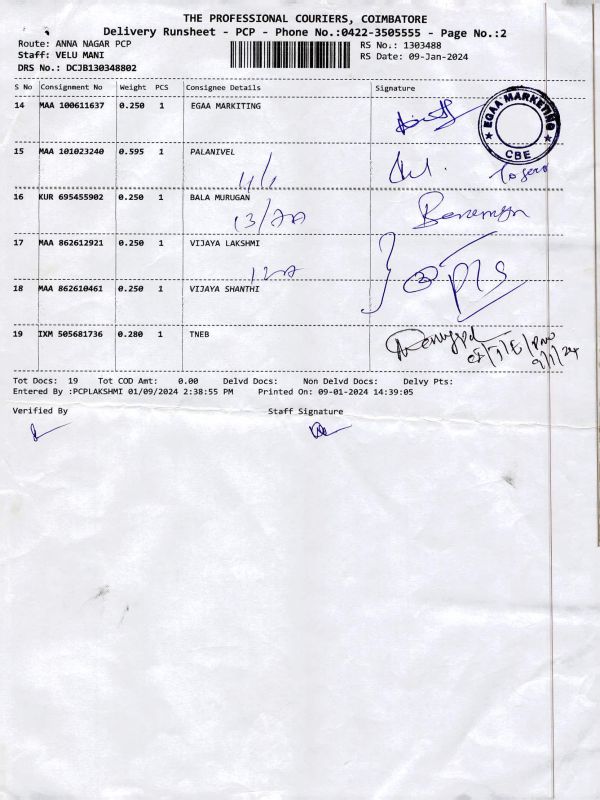 THE PROFESSIONAL COURIERS, COIMBATORE
Delivery Runsheet - PCP - Phone No.:0422-3505555 - Page No.:2
Route: ANNA NAGAR PCP RS No.: 1303488
Staff: VELU MANI RS Date: 09-Jan-2024
DRS No.: DCJB130348802
S No Consignment No Weight PCS Consignee Details Signature
14 MAA 100611637 0.250 1 EGAA MARKITING
EGAA MARKETING
CBE
15 MAA 101023240 0.595 1 PALANIVEL
16 KUR 695455902 0.250 1 BALA MURUGAN
17 MAA 862612921 0.250 1 VIJAYA LAKSHMI
18 MAA 862610461 0.250 1 VIJAYA SHANTHI
19 IXM 505681736 0.280 1 TNEB
9/1/24
Tot Docs: 19 Tot COD Amt: 0.00 Delvd Docs: Non Delvd Docs: Delvy Pts:
Entered By :PCPLAKSHMI 01/09/2024 2:38:55 PM Printed On: 09-01-2024 14:39:05
Verified By Staff Signature